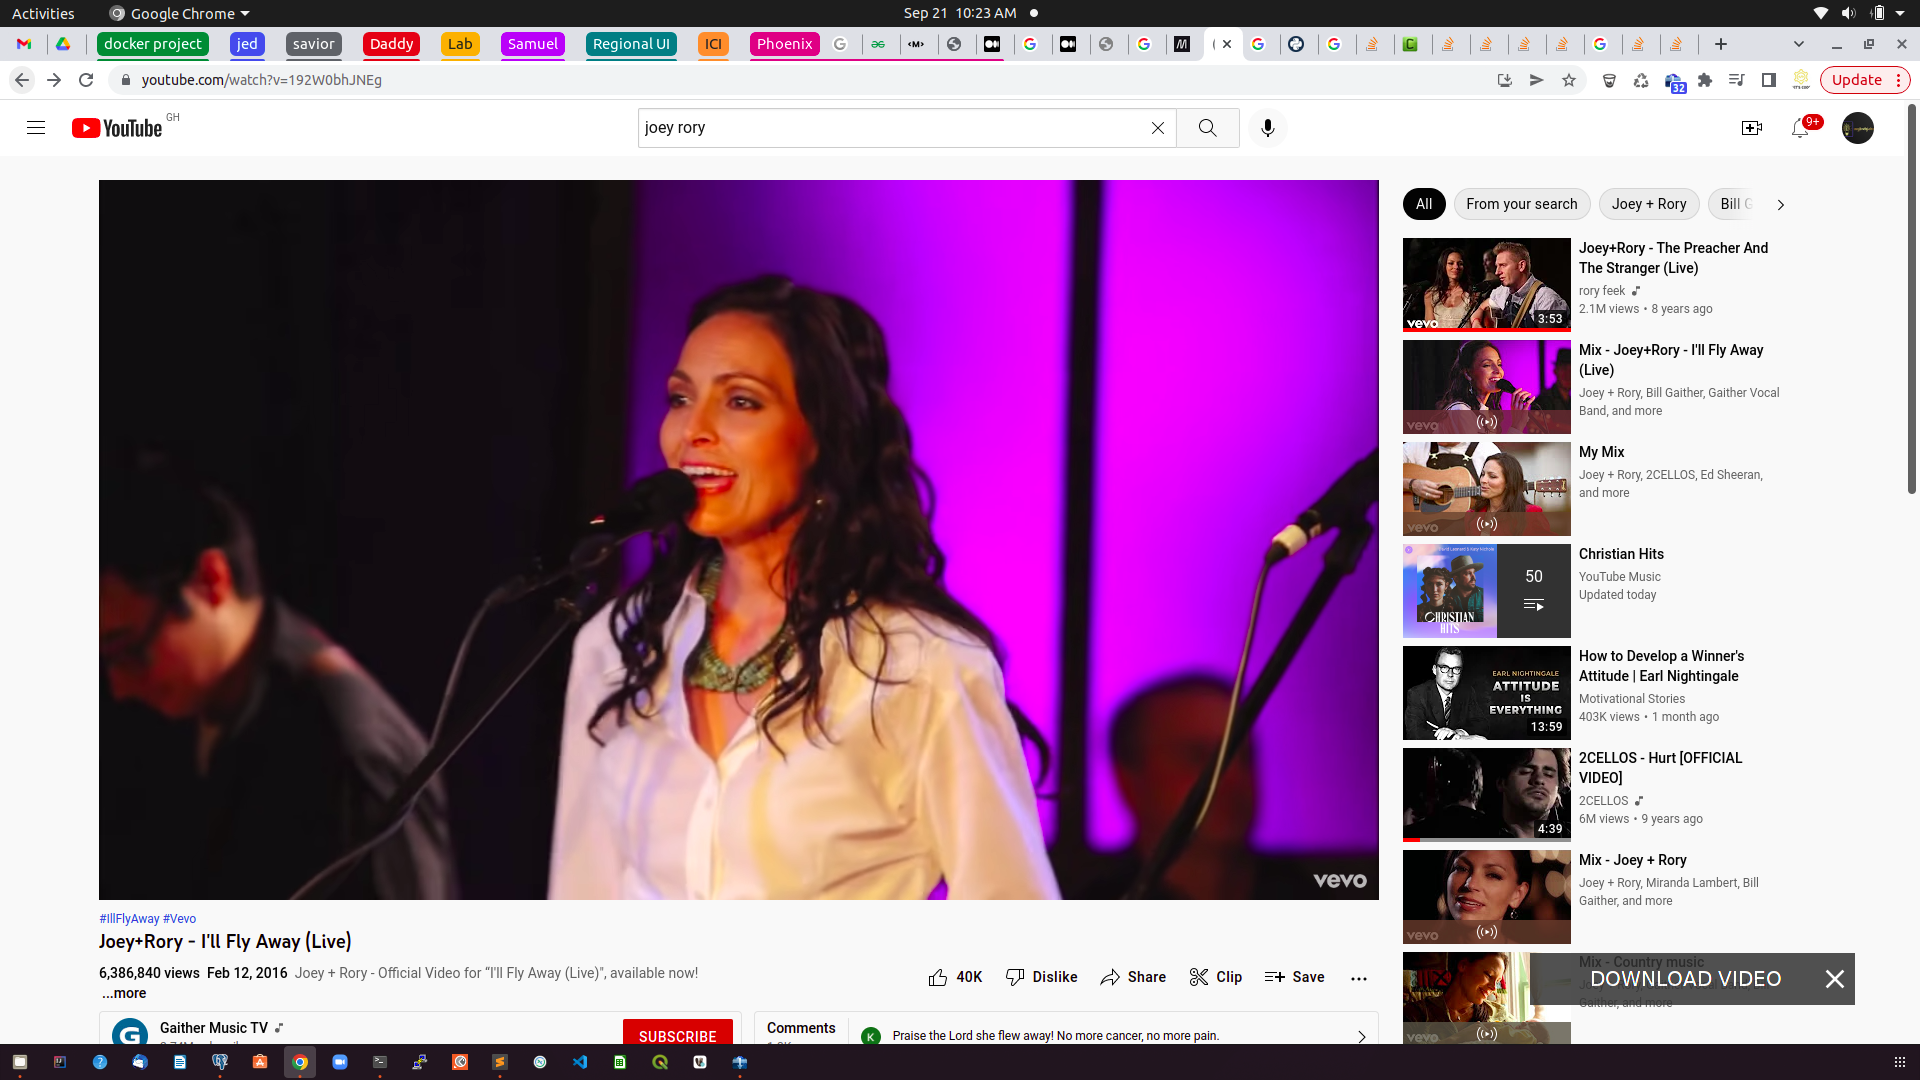 Activities
Google Chrome
Sep 21 10:23 AM
docker project
jed
savior
Daddy
Lab
Samuel
Regional UI
ICI
Phoenix
youtube.com/watch?v=192W0bhJNEg
32
Update
YouTube
GH
joey rory
9+
All
From your search
Joey + Rory
Bill G
Joey+Rory - The Preacher And
The Stranger (Live)
rory feek
2.1M views • 8 years ago
vevo
3:53
Mix - Joey+Rory - I'll Fly Away
(Live)
Joey + Rory, Bill Gaither, Gaither Vocal
Band, and more
vevo
My Mix
Joey + Rory, 2CELLOS, Ed Sheeran,
and more
vevo
Christian Hits
YouTube Music
Updated today
50
CHRISTIAN
HITS
How to Develop a Winner's
Attitude | Earl Nightingale
Motivational Stories
403K views • 1 month ago
EARL NIGHTINGALE
ATTITUDE
IS
EVERYTHING
13:59
2CELLOS - Hurt [OFFICIAL
VIDEO]
2CELLOS
6M views • 9 years ago
4:39
Mix - Joey + Rory
Joey + Rory, Miranda Lambert, Bill
Gaither, and more
vevo
Mix - Country music
Gaither, and more
vevo
DOWNLOAD VIDEO
vevo
#IllFlyAway #Vevo
Joey+Rory - I'll Fly Away (Live)
6,386,840 views Feb 12, 2016 Joey + Rory - Official Video for “I'll Fly Away (Live)", available now!
...more
40K
Dislike
Share
Clip
Save
Gaither Music TV
SUBSCRIBE
Comments
K
Praise the Lord she flew away! No more cancer, no more pain.